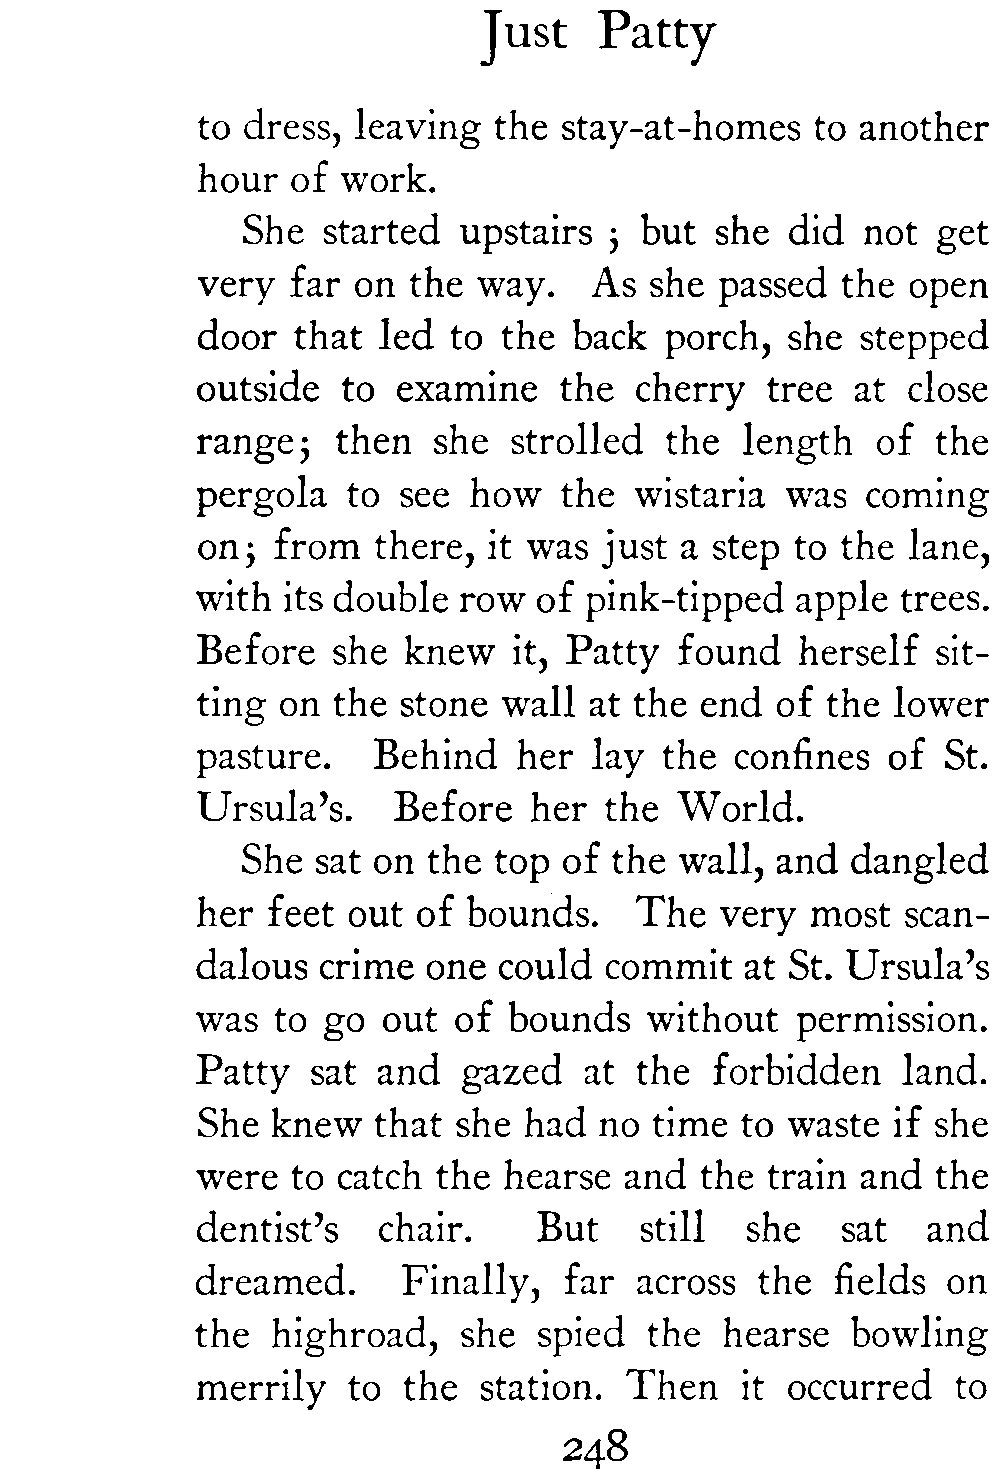 Just Patty
to dress, leaving the stay-at-homes to another
hour of work.
She started upstairs ; but she did not get
very far on the way. As she passed the open
door that led to the back porch, she stepped
outside to examine the cherry tree at close
range; then she strolled the length of the
pergola to see how the wistaria was coming
on; from there, it was just a step to the lane,
with its double row of pink-tipped apple trees.
Before she knew it, Patty found herself sit-
ting on the stone wall at the end of the lower
pasture. Behind her lay the confines of St.
Ursula's. Before her the World.
She sat on the top of the wall, and dangled
her feet out of bounds. The very most scan-
dalous crime one could commit at St. Ursula's
was to go out of bounds without permission.
Patty sat and gazed at the forbidden land.
She knew that she had no time to waste if she
were to catch the hearse and the train and the
dentist's chair. But still she sat and
dreamed. Finally, far across the fields on
the highroad, she spied the hearse bowling
merrily to the station. Then it occurred to
248